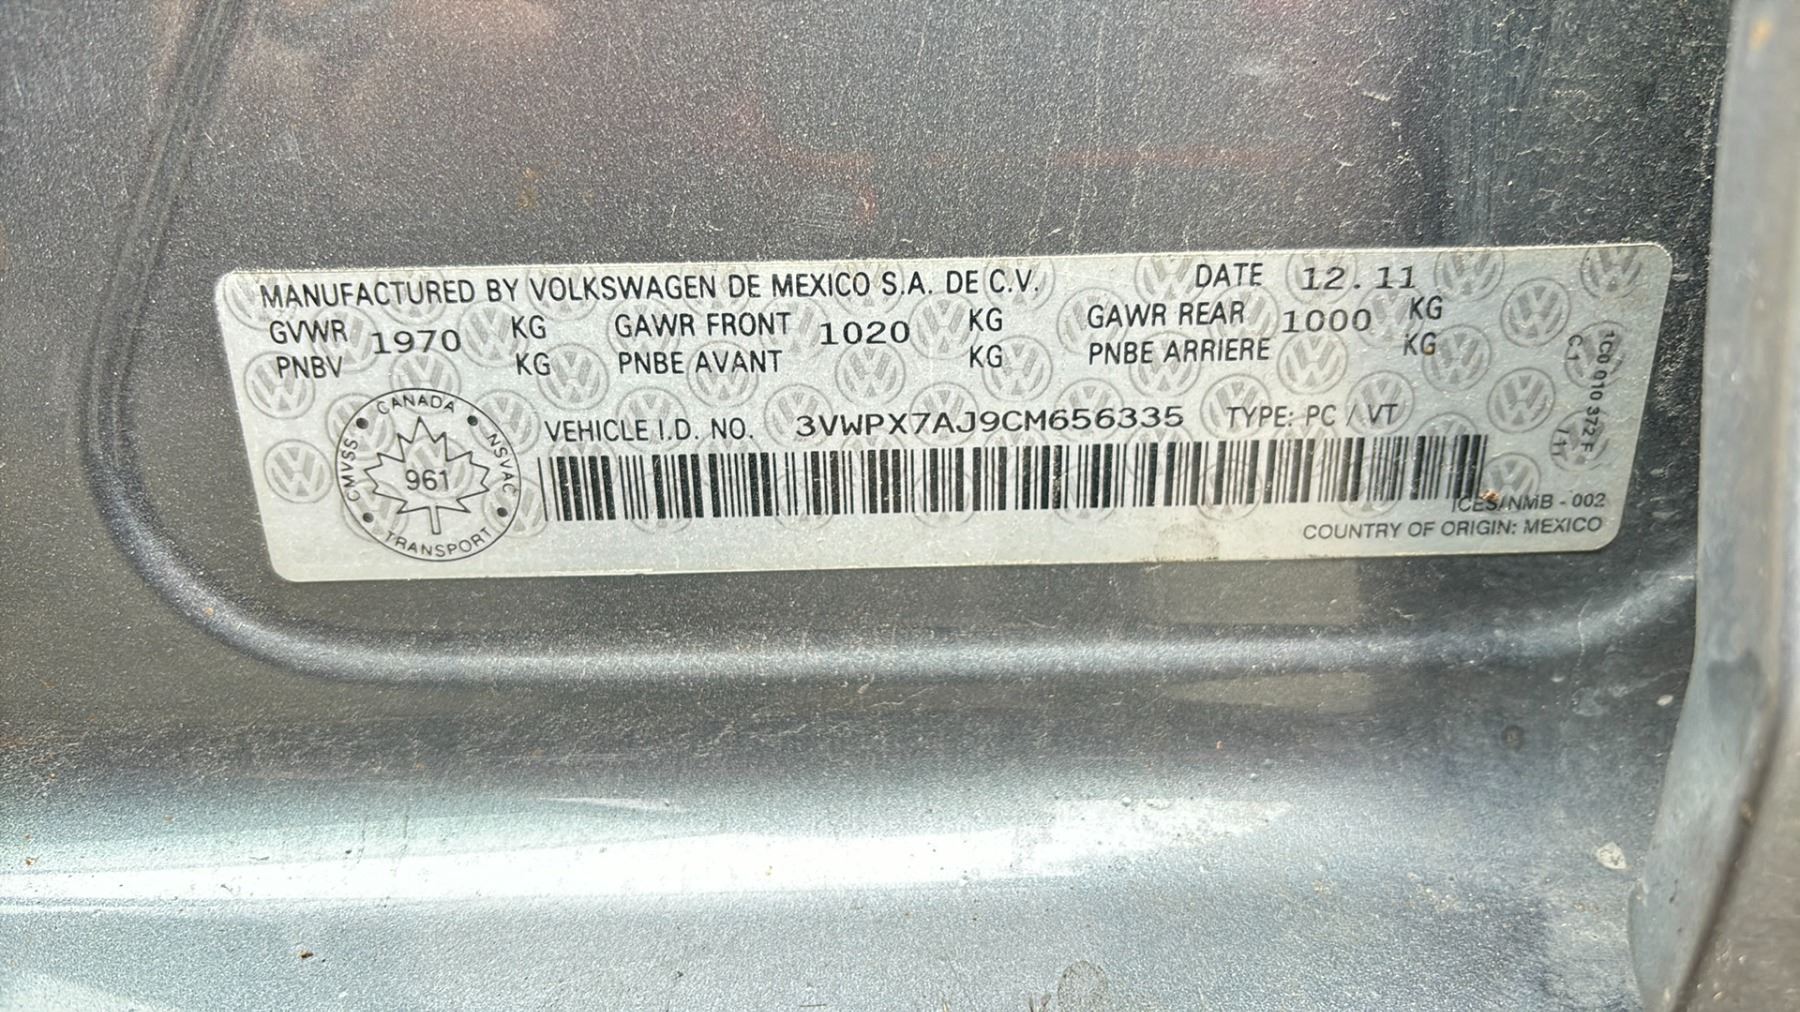 MANUFACTURED BY VOLKSWAGEN DE MEXICO S.A. DE C.V. DATE 12.11
GVWR 1970 KG GAWR FRONT 1020 KG GAWR REAR 1000 KG
PNBV KG PNBE AVANT KG PNBE ARRIERE KG
CANADA
CMVSS
NSVAC
961
TRANSPORT
VEHICLE I.D. NO. 3VWPX7AJ9CM656335 TYPE: PC / VT
ICES/NMB - 002
COUNTRY OF ORIGIN: MEXICO
1C0 010 372 F
C1